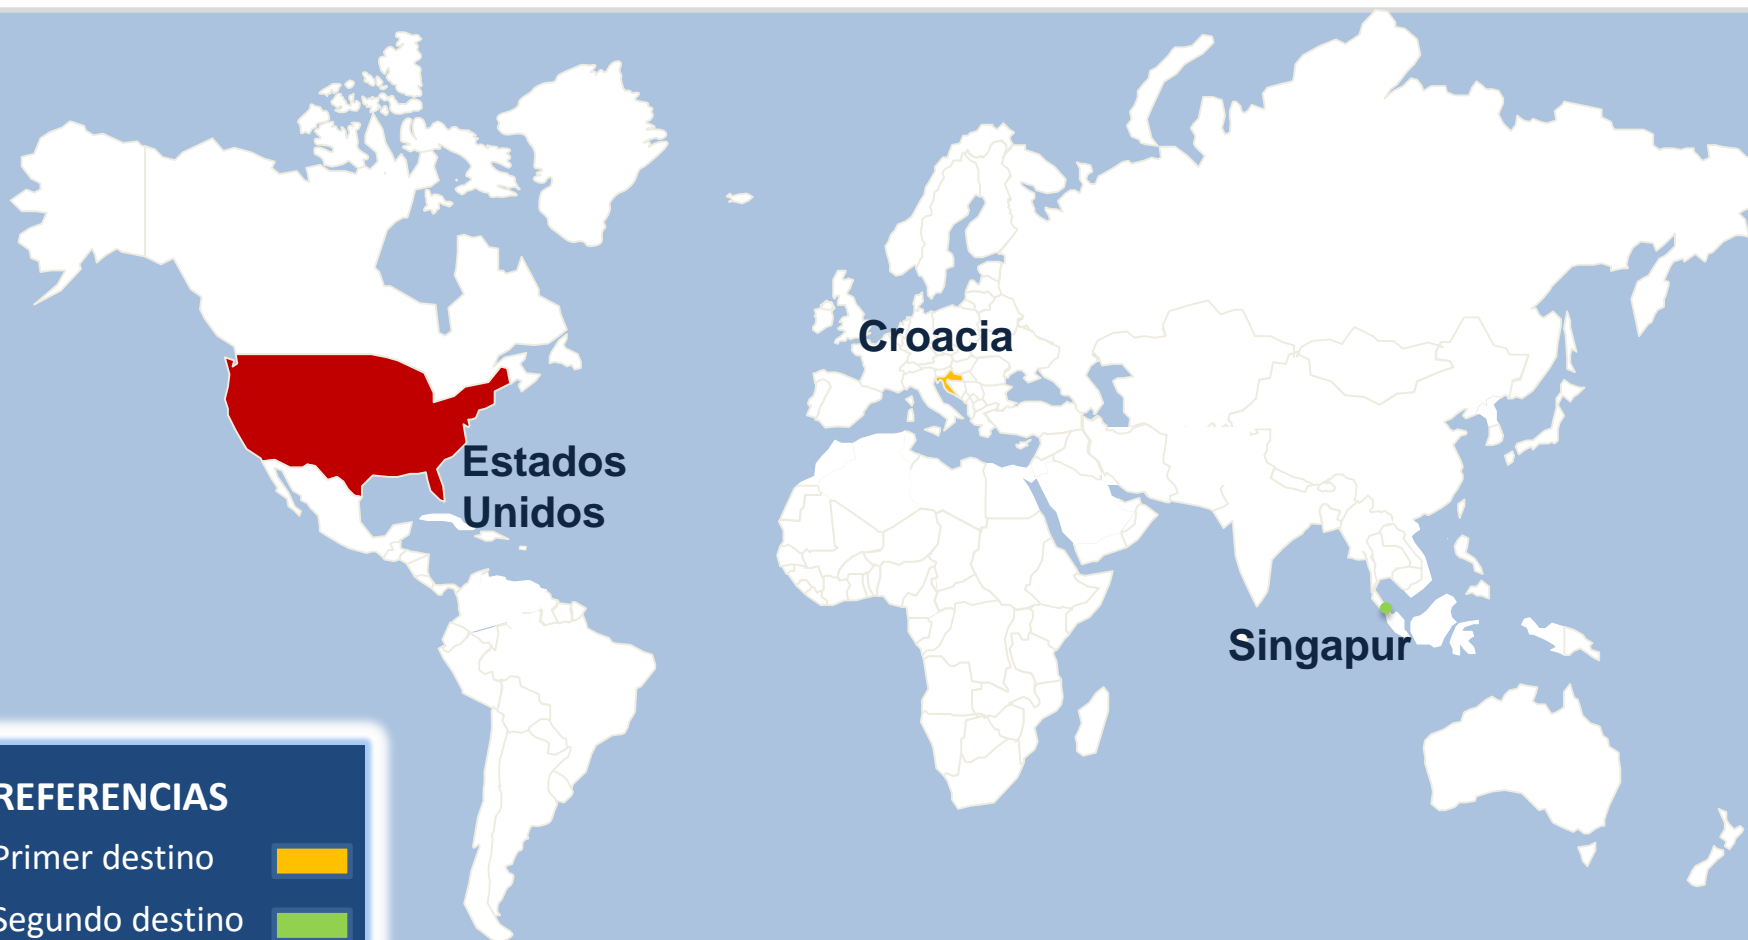 Croacia
Estados
Unidos
Singapur
REFERENCIAS
Primer destino
Segundo destino